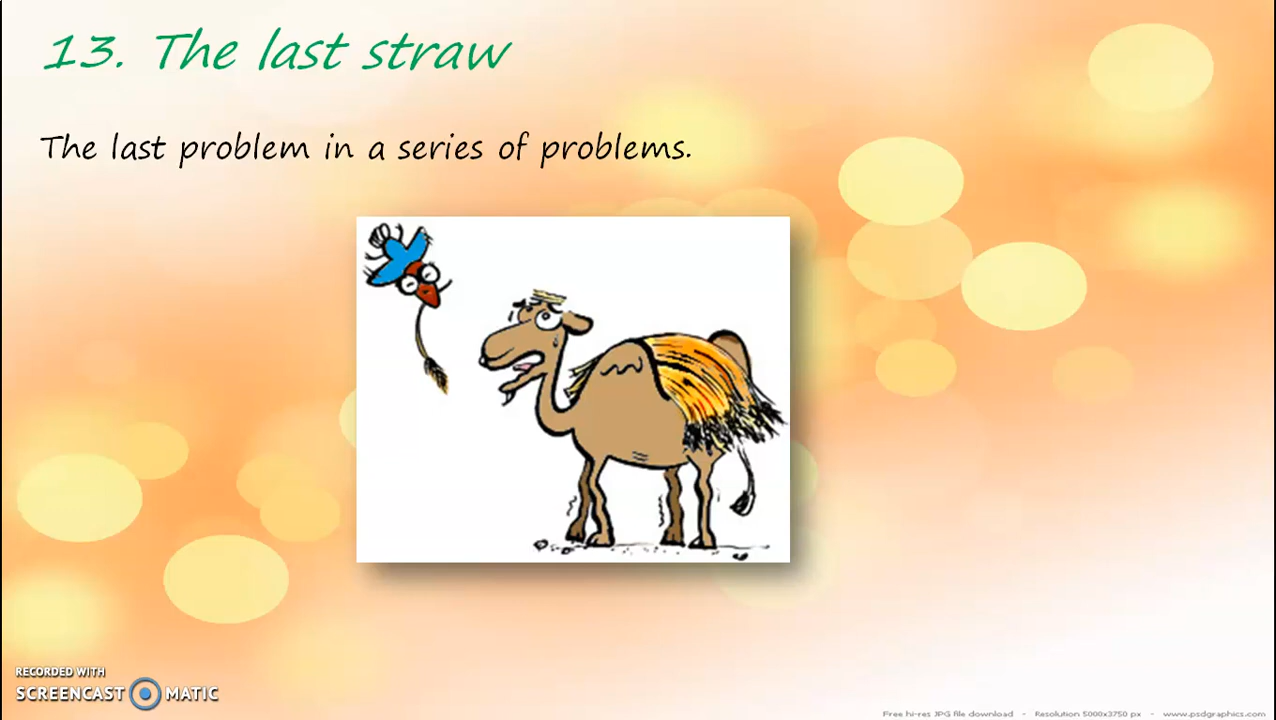 13. The last straw
The last problem in a series of problems.
RECORDED WITH
SCREENCAST MATIC
Free hi-res JPG file download - Resolution 5000x3750 px - www.psdgraphics.com